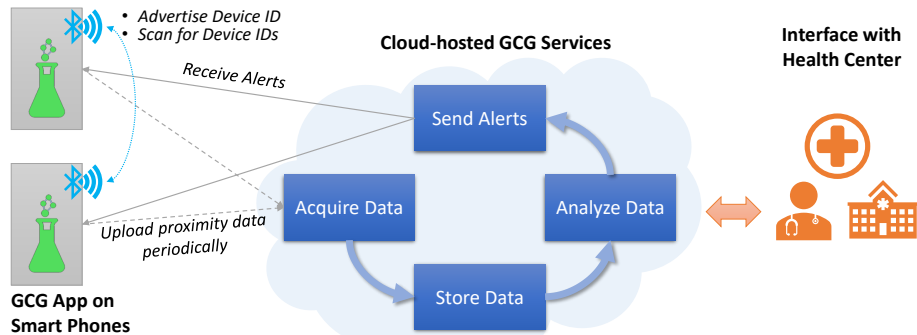 • Advertise Device ID
• Scan for Device IDs
Cloud-hosted GCG Services
Interface with
Health Center
Receive Alerts
Send Alerts
Acquire Data
Analyze Data
Upload proximity data
periodically
Store Data
GCG App on
Smart Phones